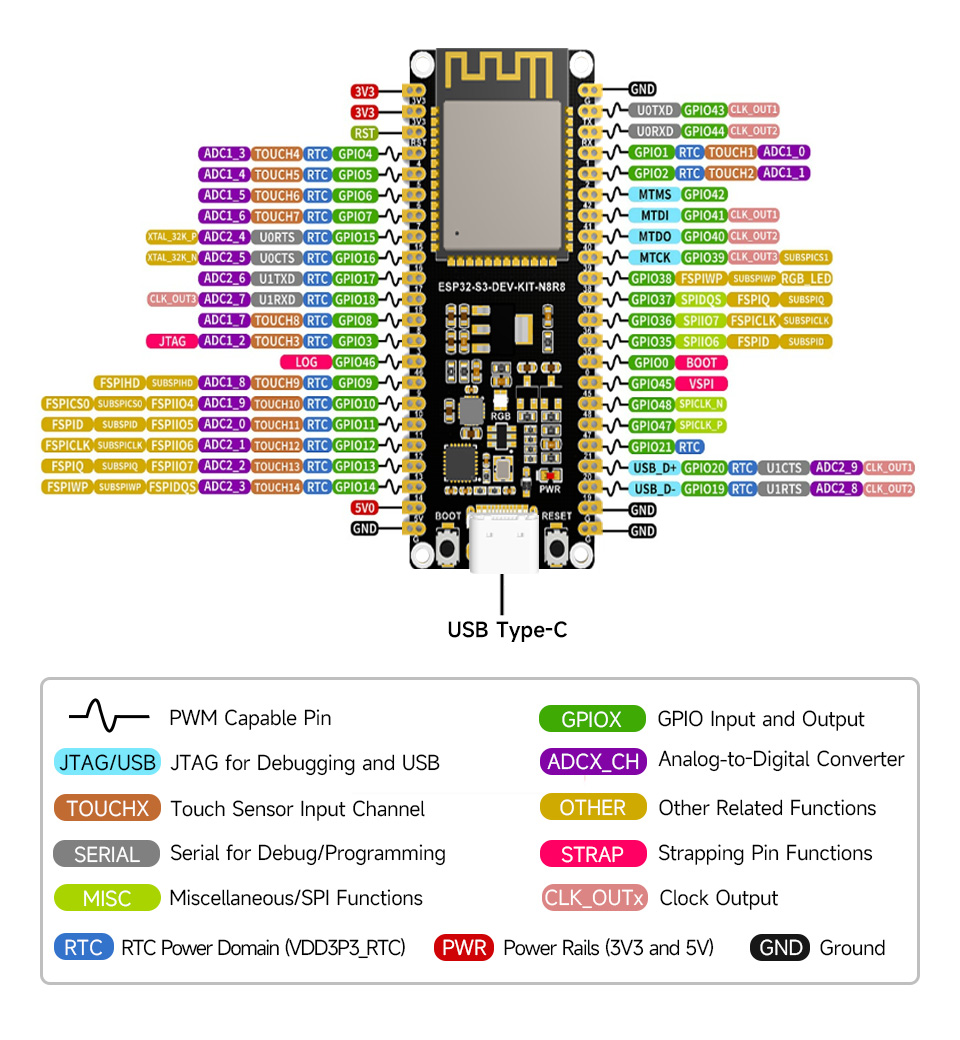 3V3 GND
3V3 U0TXD GPIO43 CLK_OUT1
RST U0RXD GPIO44 CLK_OUT2
ADC1_3 TOUCH4 RTC GPIO4 GPIO1 RTC TOUCH1 ADC1_0
ADC1_4 TOUCH5 RTC GPIO5 GPIO2 RTC TOUCH2 ADC1_1
ADC1_5 TOUCH6 RTC GPIO6 MTMS GPIO42
ADC1_6 TOUCH7 RTC GPIO7 MTDI GPIO41 CLK_OUT1
XTAL_32K_P ADC2_4 U0RTS RTC GPIO15 MTDO GPIO40 CLK_OUT2
XTAL_32K_N ADC2_5 U0CTS RTC GPIO16 MTCK GPIO39 CLK_OUT3 SUBSPICS1
ADC2_6 U1TXD RTC GPIO17 GPIO38 FSPIWP SUBSPIWP RGB_LED
ESP32-S3-DEV-KIT-N8R8
CLK_OUT3 ADC2_7 U1RXD RTC GPIO18 GPIO37 SPIDQS FSPIQ SUBSPIQ
ADC1_7 TOUCH8 RTC GPIO8 GPIO36 SPIIO7 FSPICLK SUBSPICLK
JTAG ADC1_2 TOUCH3 RTC GPIO3 GPIO35 SPIIO6 FSPID SUBSPID
LOG GPIO46 GPIO0 BOOT
FSPIHD SUBSPIHD ADC1_8 TOUCH9 RTC GPIO9 GPIO45 VSPI
FSPICS0 SUBSPICS0 FSPIIO4 ADC1_9 TOUCH10 RTC GPIO10 GPIO48 SPICLK_N
RGB
FSPID SUBSPID FSPIIO5 ADC2_0 TOUCH11 RTC GPIO11 GPIO47 SPICLK_P
FSPICLK SUBSPICLK FSPIIO6 ADC2_1 TOUCH12 RTC GPIO12 GPIO21 RTC
FSPIQ SUBSPIQ FSPIIO7 ADC2_2 TOUCH13 RTC GPIO13 USB_D+ GPIO20 RTC U1CTS ADC2_9 CLK_OUT1
FSPIWP SUBSPIWP FSPIDQS ADC2_3 TOUCH14 RTC GPIO14 PWR USB_D- GPIO19 RTC U1RTS ADC2_8 CLK_OUT2
5V0 GND
BOOT RESET
GND GND
USB Type-C
PWM Capable Pin
GPIOX GPIO Input and Output
JTAG/USB JTAG for Debugging and USB
ADCX_CH Analog-to-Digital Converter
TOUCHX Touch Sensor Input Channel
OTHER Other Related Functions
SERIAL Serial for Debug/Programming
STRAP Strapping Pin Functions
MISC Miscellaneous/SPI Functions
CLK_OUTx Clock Output
RTC RTC Power Domain (VDD3P3_RTC)
PWR Power Rails (3V3 and 5V)
GND Ground